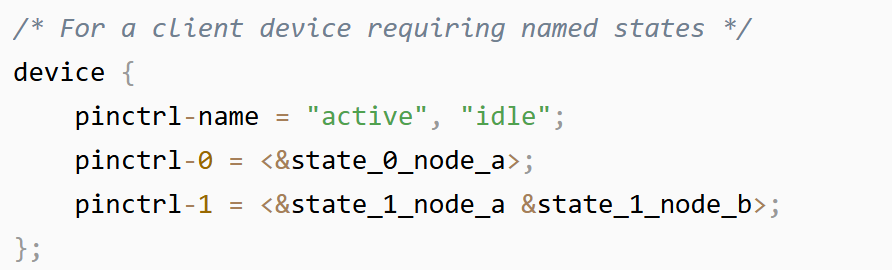 /* For a client device requiring named states */
device {
    pinctrl-name = "active", "idle";
    pinctrl-0 = <&state_0_node_a>;
    pinctrl-1 = <&state_1_node_a &state_1_node_b>;
};